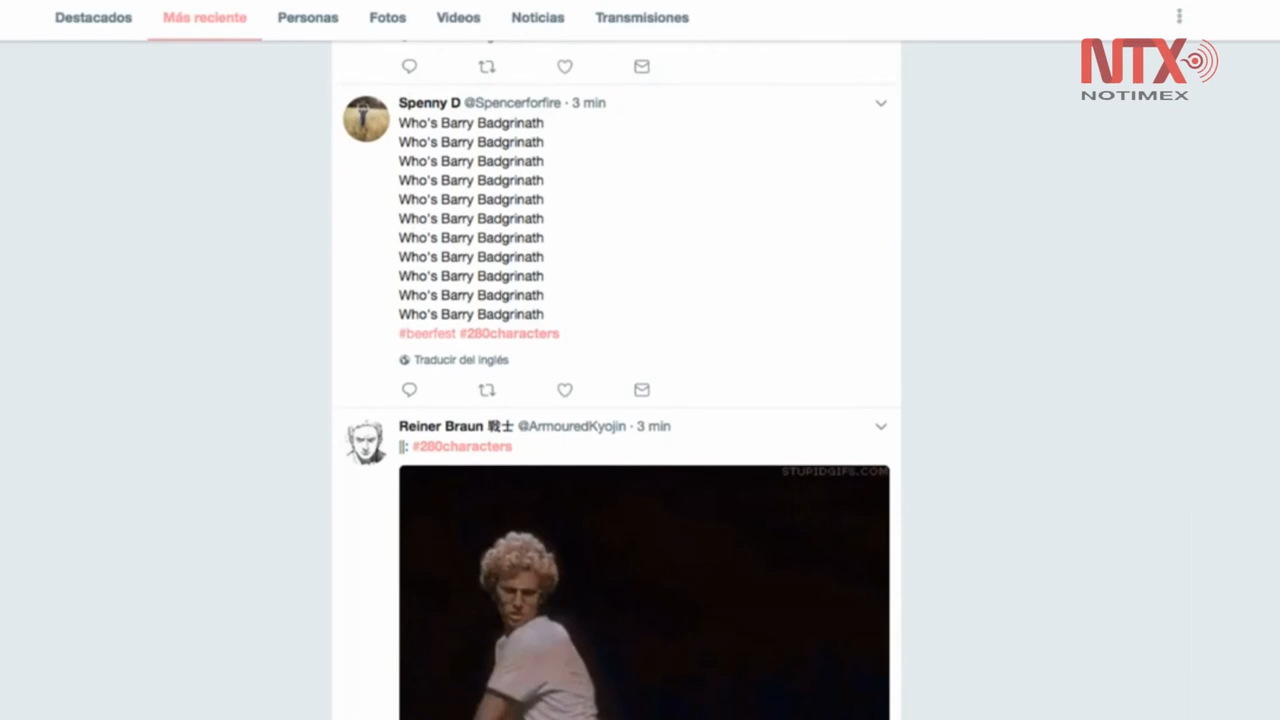 Destacados Más reciente Personas Fotos Videos Noticias Transmisiones
NTX
NOTIMEX
Spenny D @Spencerforfire · 3 min
Who's Barry Badgrinath
Who's Barry Badgrinath
Who's Barry Badgrinath
Who's Barry Badgrinath
Who's Barry Badgrinath
Who's Barry Badgrinath
Who's Barry Badgrinath
Who's Barry Badgrinath
Who's Barry Badgrinath
Who's Barry Badgrinath
Who's Barry Badgrinath
#beerfest #280characters
Traducir del inglés
Reiner Braun 戦士 @ArmouredKyojin · 3 min
#280characters
STUPIDGIFS.COM